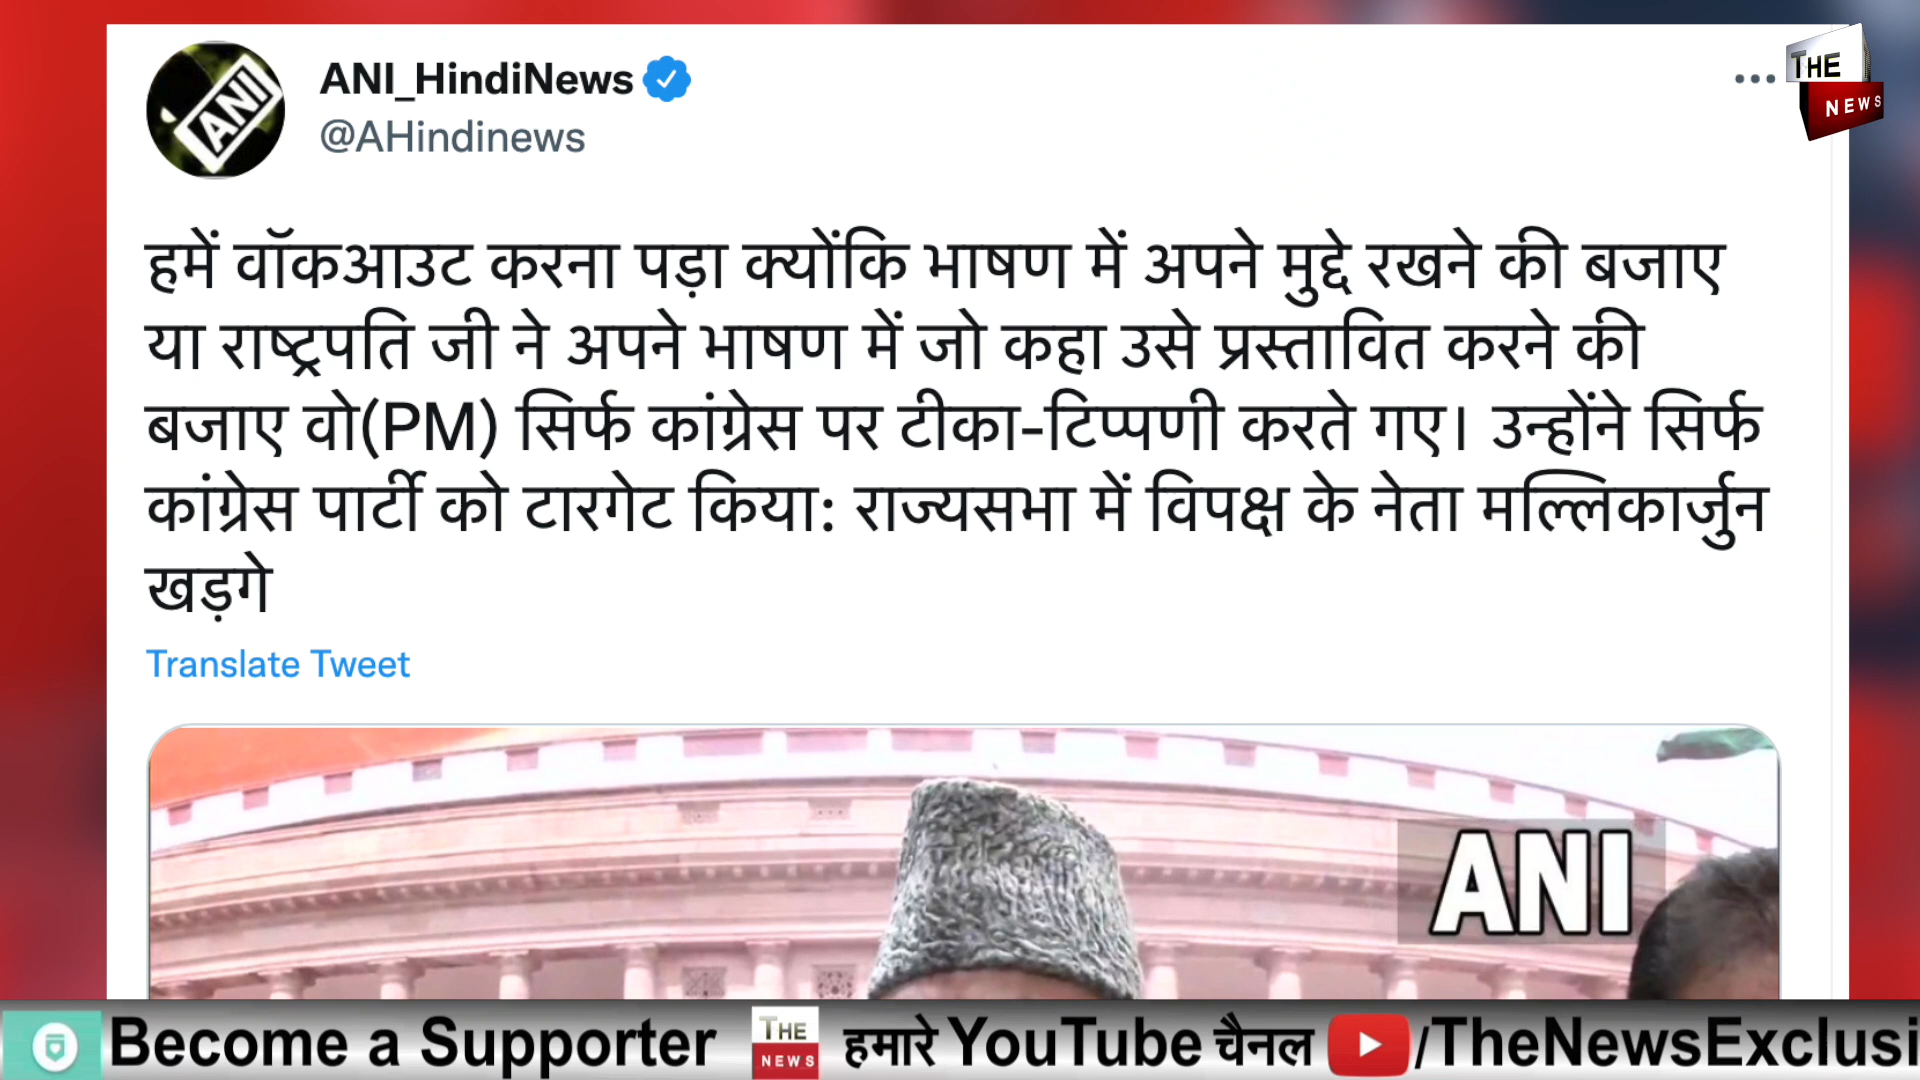 ANI
ANI_HindiNews
@AHindinews
THE
NEWS
हमें वॉकआउट करना पड़ा क्योंकि भाषण में अपने मुद्दे रखने की बजाए
या राष्ट्रपति जी ने अपने भाषण में जो कहा उसे प्रस्तावित करने की
बजाए वो(PM) सिर्फ कांग्रेस पर टीका-टिप्पणी करते गए। उन्होंने सिर्फ
कांग्रेस पार्टी को टारगेट किया: राज्यसभा में विपक्ष के नेता मल्लिकार्जुन
खड़गे
Translate Tweet
ANI
Become a Supporter THE NEWS हमारे YouTube चैनल /TheNewsExclusi